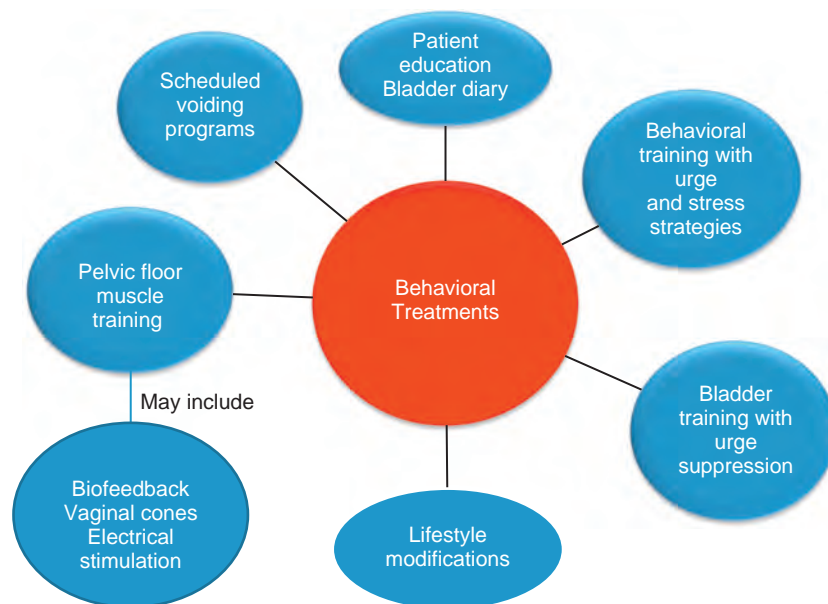 Patient
education
Bladder diary
Scheduled
voiding
programs
Behavioral
training with
urge
and stress
strategies
Pelvic floor
muscle
training
Behavioral
Treatments
May include
Bladder
training with
urge
suppression
Biofeedback
Vaginal cones
Electrical
stimulation
Lifestyle
modifications